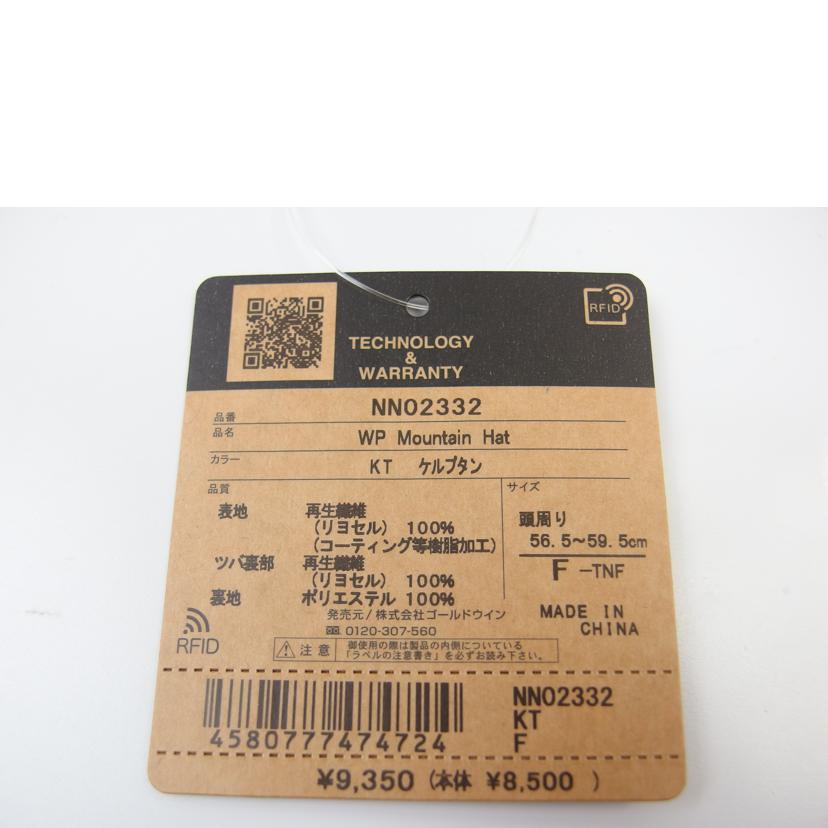 RFID
TECHNOLOGY
&
WARRANTY
品番 NN02332
品名 WP Mountain Hat
カラー KT ケルプタン
品質
サイズ
表地 再生繊維
(リヨセル) 100%
(コーティング等樹脂加工)
ツバ裏部 再生繊維
(リヨセル) 100%
裏地 ポリエステル 100%
頭周り
56.5~59.5cm
F -TNF
発売元/株式会社ゴールドウイン
0120-307-560
MADE IN
CHINA
RFID
注意 御使用の際は製品の内側についている
「ラベルの注意書き」を必ずお読み下さい。
4580777474724
NN02332
KT
F
¥9,350 (本体 ¥8,500 )